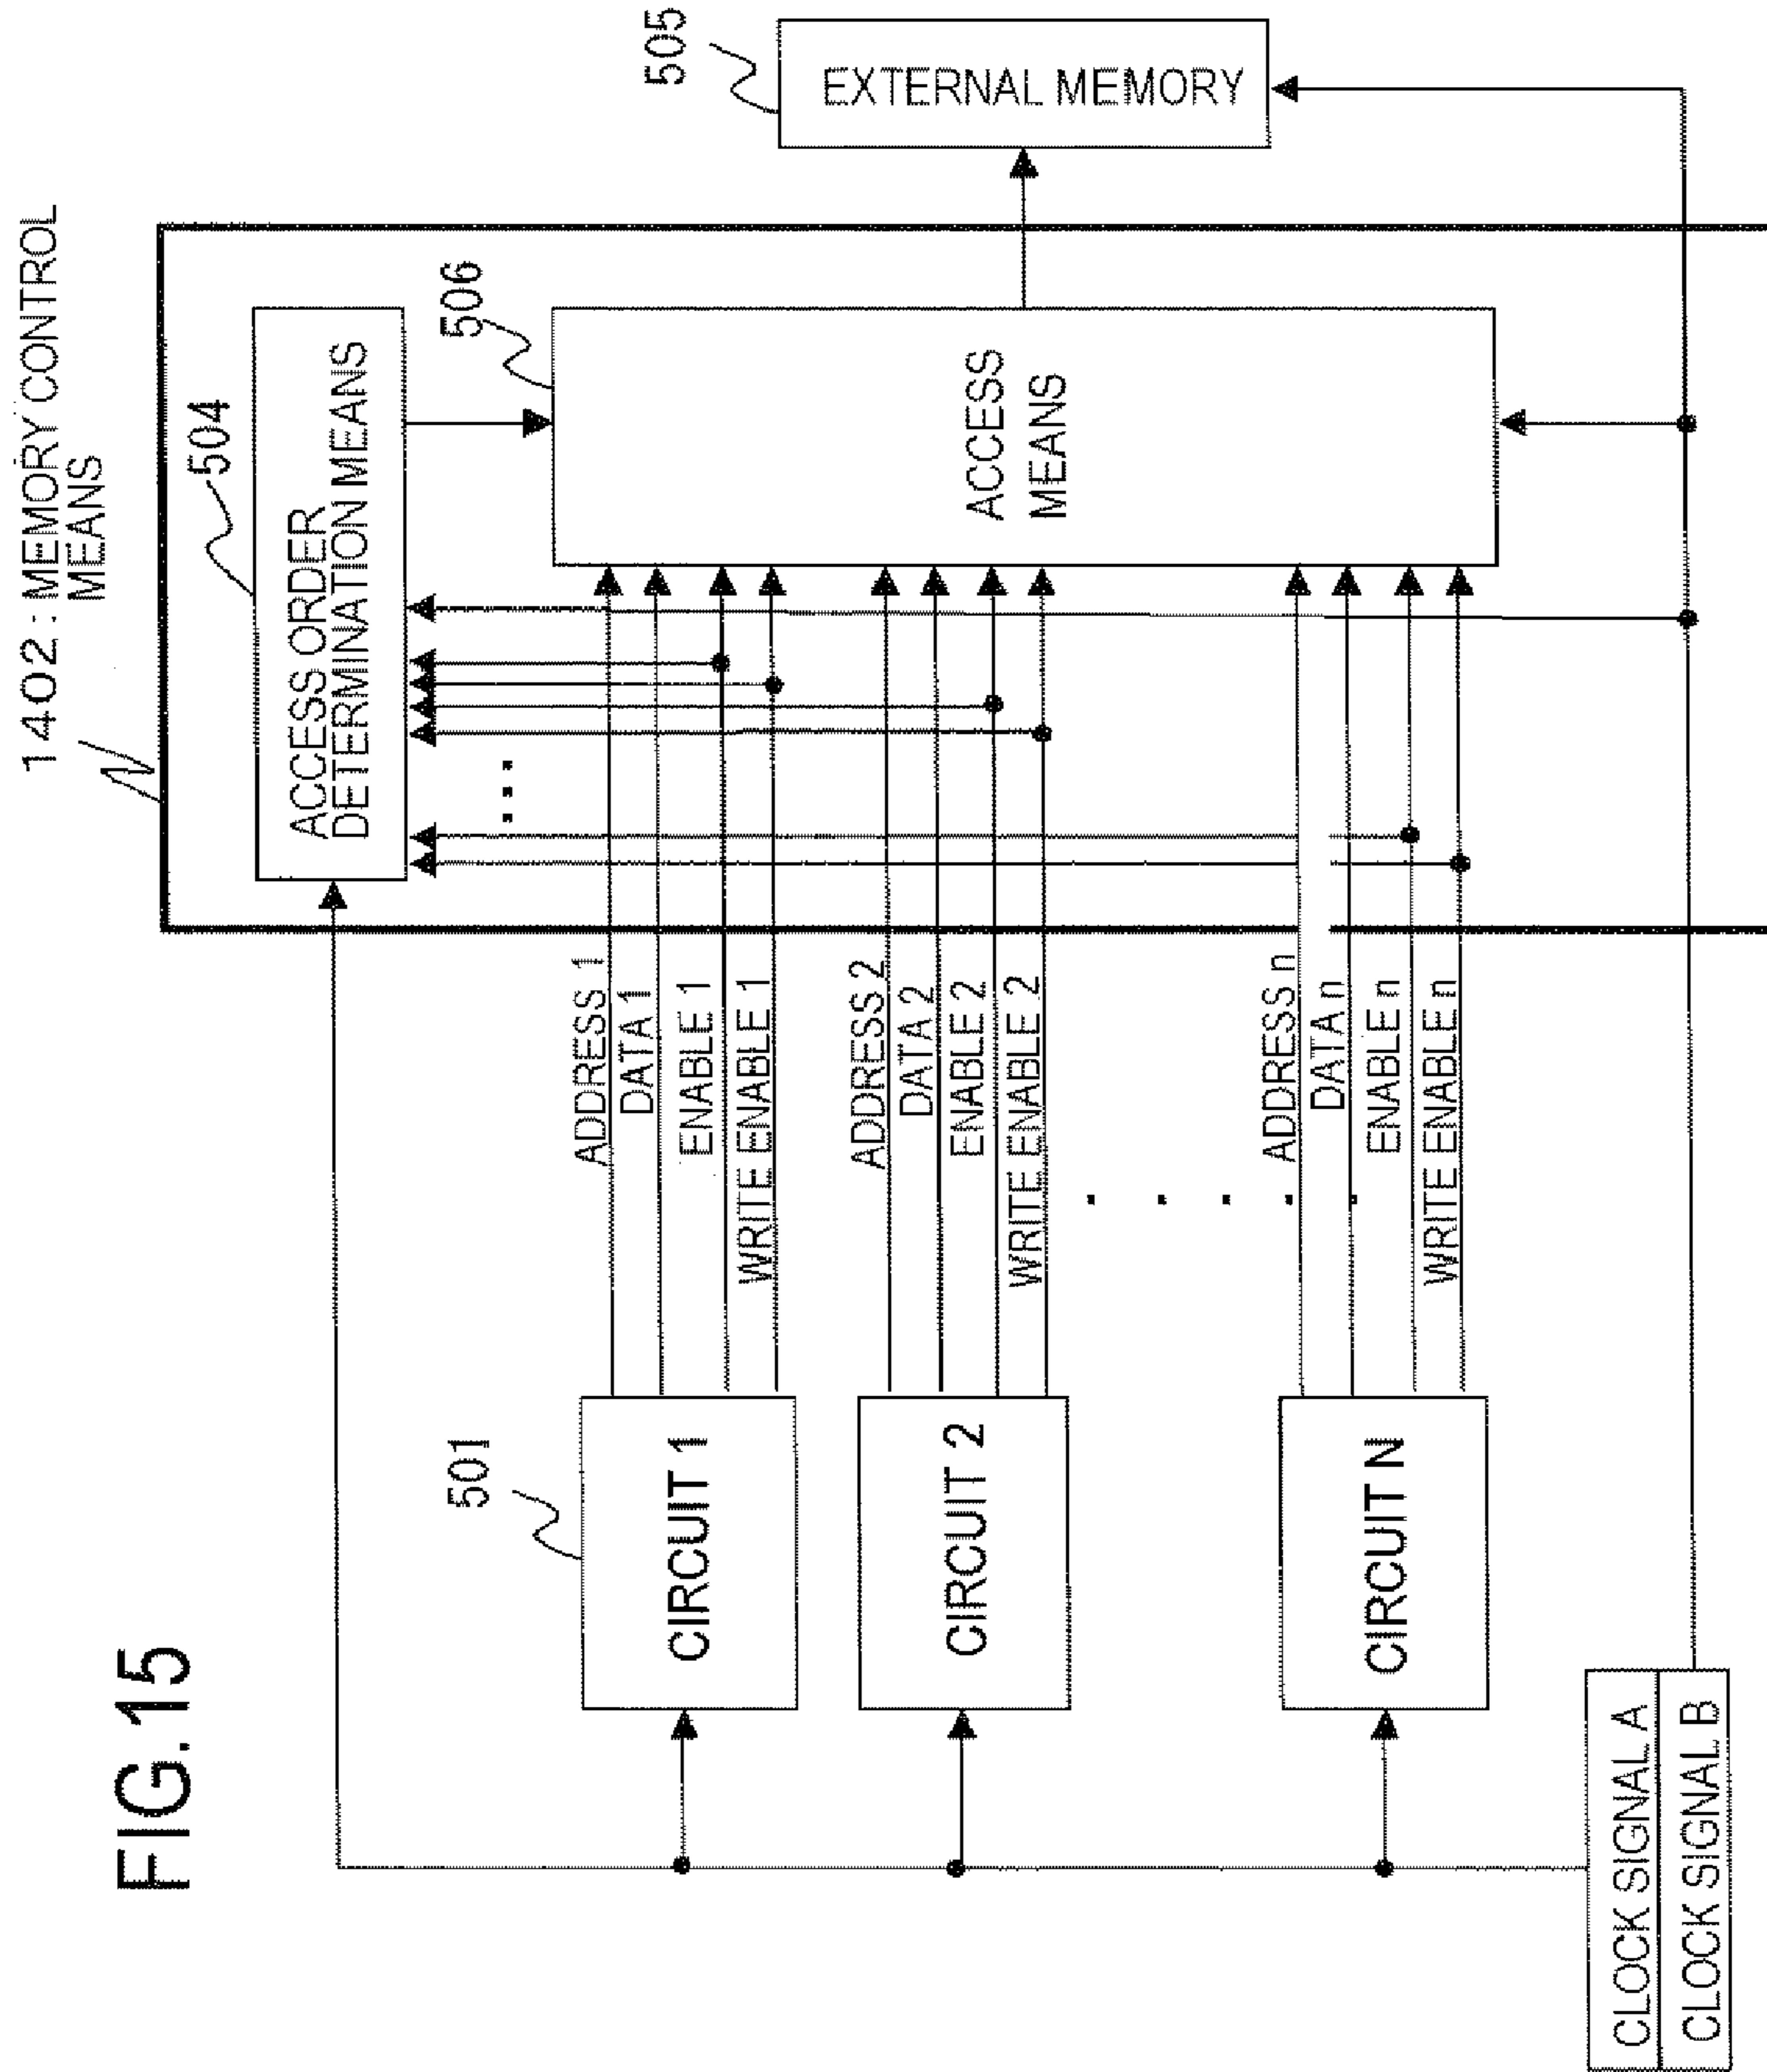 FIG.15
1402 : MEMORY CONTROL
MEANS
504
ACCESS ORDER
DETERMINATION MEANS
505
EXTERNAL MEMORY
506
ACCESS
MEANS
501
CIRCUIT 1
ADDRESS 1
DATA 1
ENABLE 1
WRITE ENABLE 1
CIRCUIT 2
ADDRESS 2
DATA 2
ENABLE 2
WRITE ENABLE 2
CIRCUIT N
ADDRESS n
DATA n
ENABLE n
WRITE ENABLE n
CLOCK SIGNAL A
CLOCK SIGNAL B